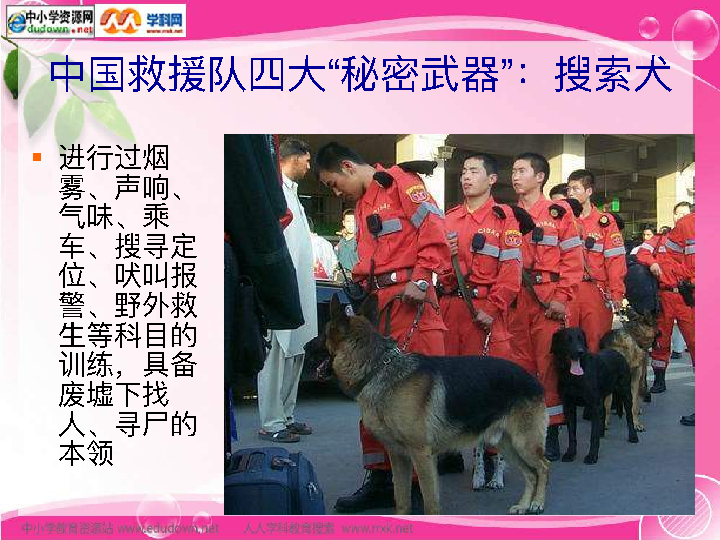 中小学资源网
edudown.net
学科网
www.nxk.net
中国救援队四大“秘密武器”：搜索犬
进行过烟
雾、声响、
气味、乘
车、搜寻定
位、吠叫报
警、野外救
生等科目的
训练，具备
废墟下找
人、寻尸的
本领
中小学教育资源站 www.edudown.net 人人学科教育搜索 www.rrxk.net